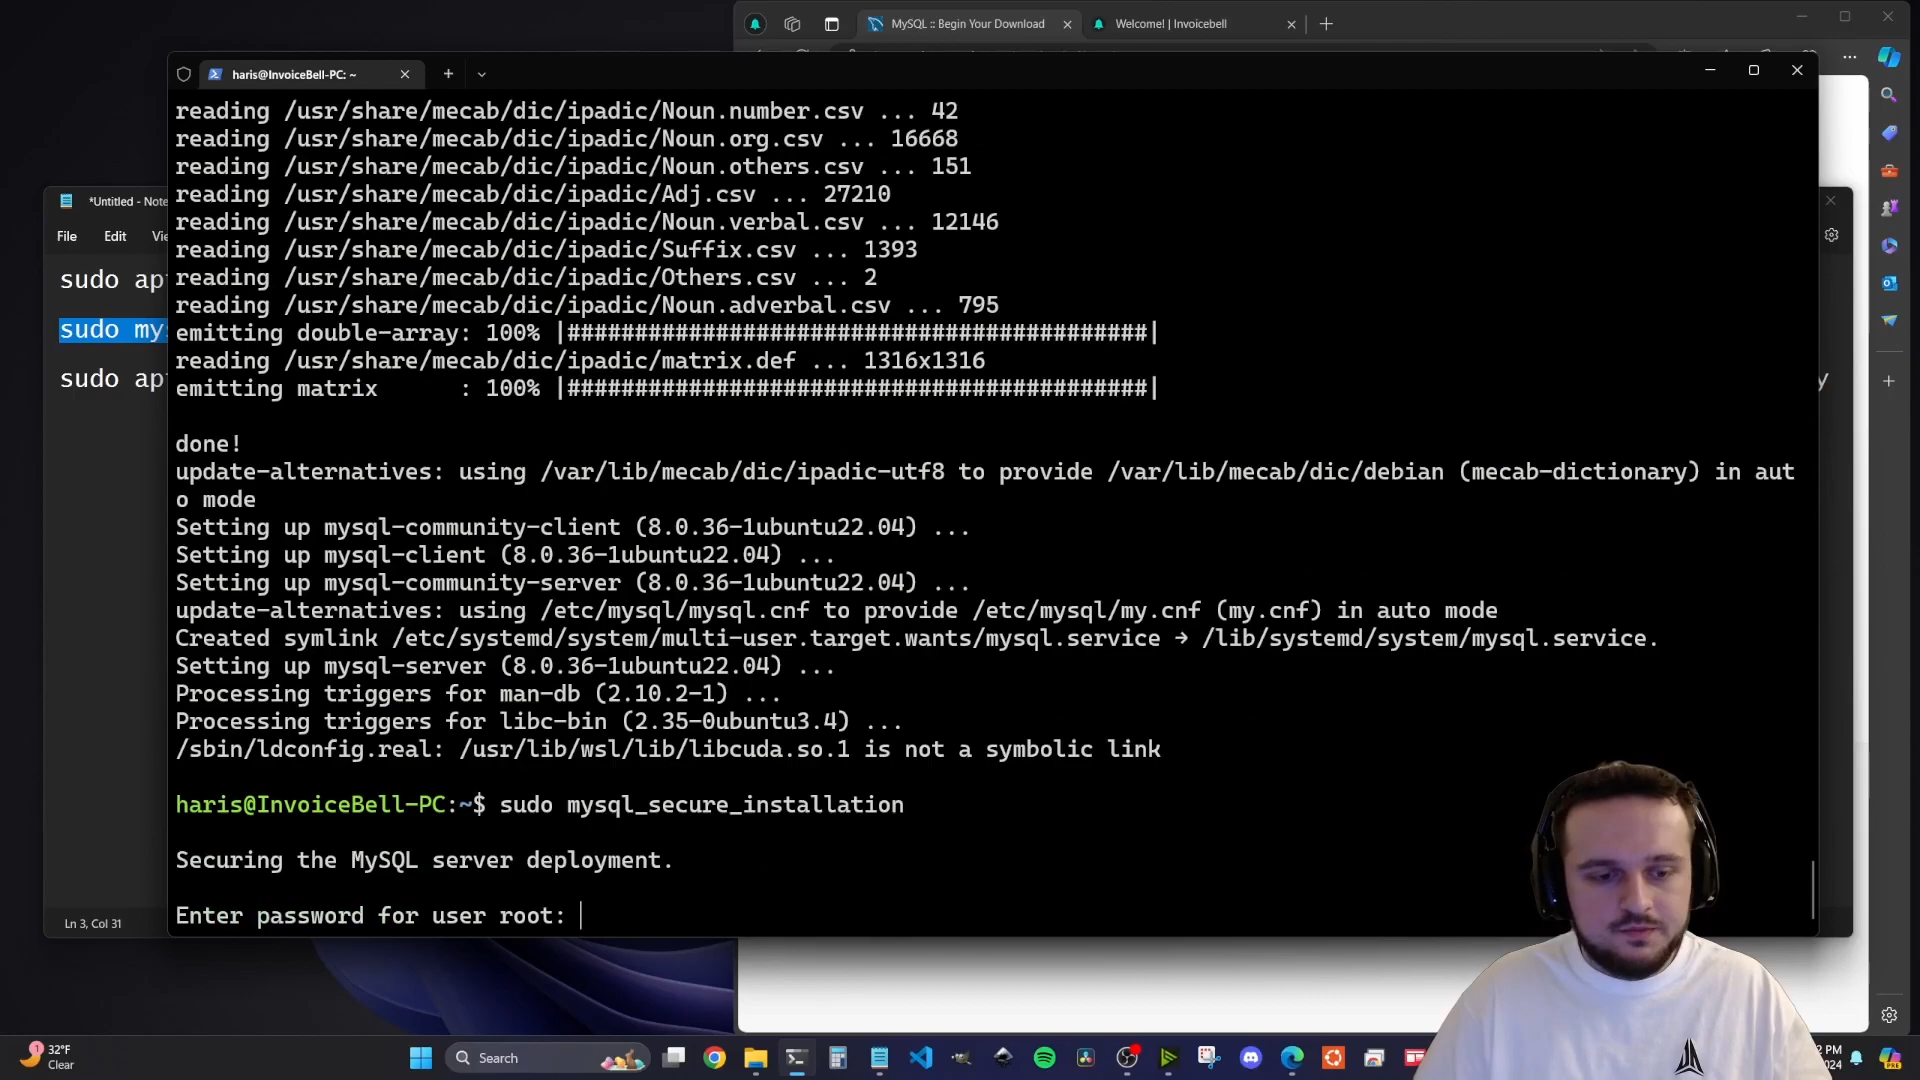 MySQL :: Begin Your Download
Welcome! | Invoicebell
haris@InvoiceBell-PC: ~
*Untitled - Note
File Edit
sudo ap
sudo mys
sudo ap
Ln 3, Col 31
reading /usr/share/mecab/dic/ipadic/Noun.number.csv ... 42
reading /usr/share/mecab/dic/ipadic/Noun.org.csv ... 16668
reading /usr/share/mecab/dic/ipadic/Noun.others.csv ... 151
reading /usr/share/mecab/dic/ipadic/Adj.csv ... 27210
reading /usr/share/mecab/dic/ipadic/Noun.verbal.csv ... 12146
reading /usr/share/mecab/dic/ipadic/Suffix.csv ... 1393
reading /usr/share/mecab/dic/ipadic/Others.csv ... 2
reading /usr/share/mecab/dic/ipadic/Noun.adverbal.csv ... 795
emitting double-array: 100% |###########################################|
reading /usr/share/mecab/dic/ipadic/matrix.def ... 1316x1316
emitting matrix      : 100% |###########################################|
done!
update-alternatives: using /var/lib/mecab/dic/ipadic-utf8 to provide /var/lib/mecab/dic/debian (mecab-dictionary) in aut
o mode
Setting up mysql-community-client (8.0.36-1ubuntu22.04) ...
Setting up mysql-client (8.0.36-1ubuntu22.04) ...
Setting up mysql-community-server (8.0.36-1ubuntu22.04) ...
update-alternatives: using /etc/mysql/mysql.cnf to provide /etc/mysql/my.cnf (my.cnf) in auto mode
Created symlink /etc/systemd/system/multi-user.target.wants/mysql.service → /lib/systemd/system/mysql.service.
Setting up mysql-server (8.0.36-1ubuntu22.04) ...
Processing triggers for man-db (2.10.2-1) ...
Processing triggers for libc-bin (2.35-0ubuntu3.4) ...
/sbin/ldconfig.real: /usr/lib/wsl/lib/libcuda.so.1 is not a symbolic link
haris@InvoiceBell-PC:~$ sudo mysql_secure_installation
Securing the MySQL server deployment.
Enter password for user root:
32°F
Clear
Search